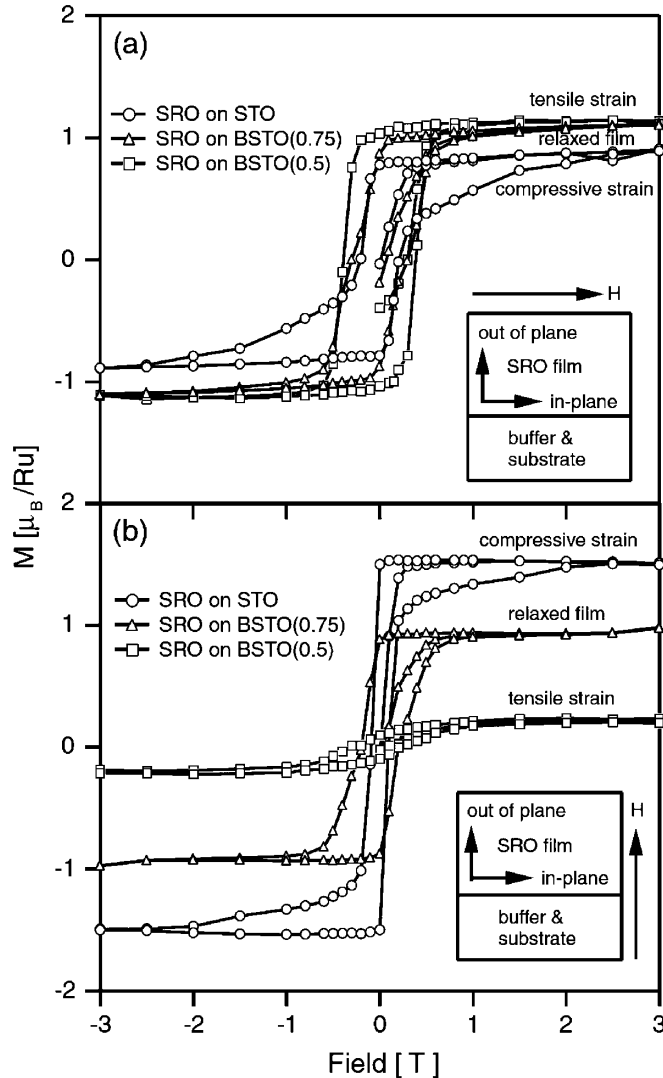 2
(a)
tensile strain
SRO on STO
SRO on BSTO(0.75)
SRO on BSTO(0.5)
1
relaxed film
compressive strain
0
H
out of plane
SRO film
in-plane
buffer &
substrate
-1
2
M [μB/Ru]
(b)
compressive strain
SRO on STO
SRO on BSTO(0.75)
SRO on BSTO(0.5)
relaxed film
1
tensile strain
0
out of plane
H
SRO film
in-plane
buffer &
substrate
-1
-2
-3 -2 -1 0 1 2 3
Field [ T ]